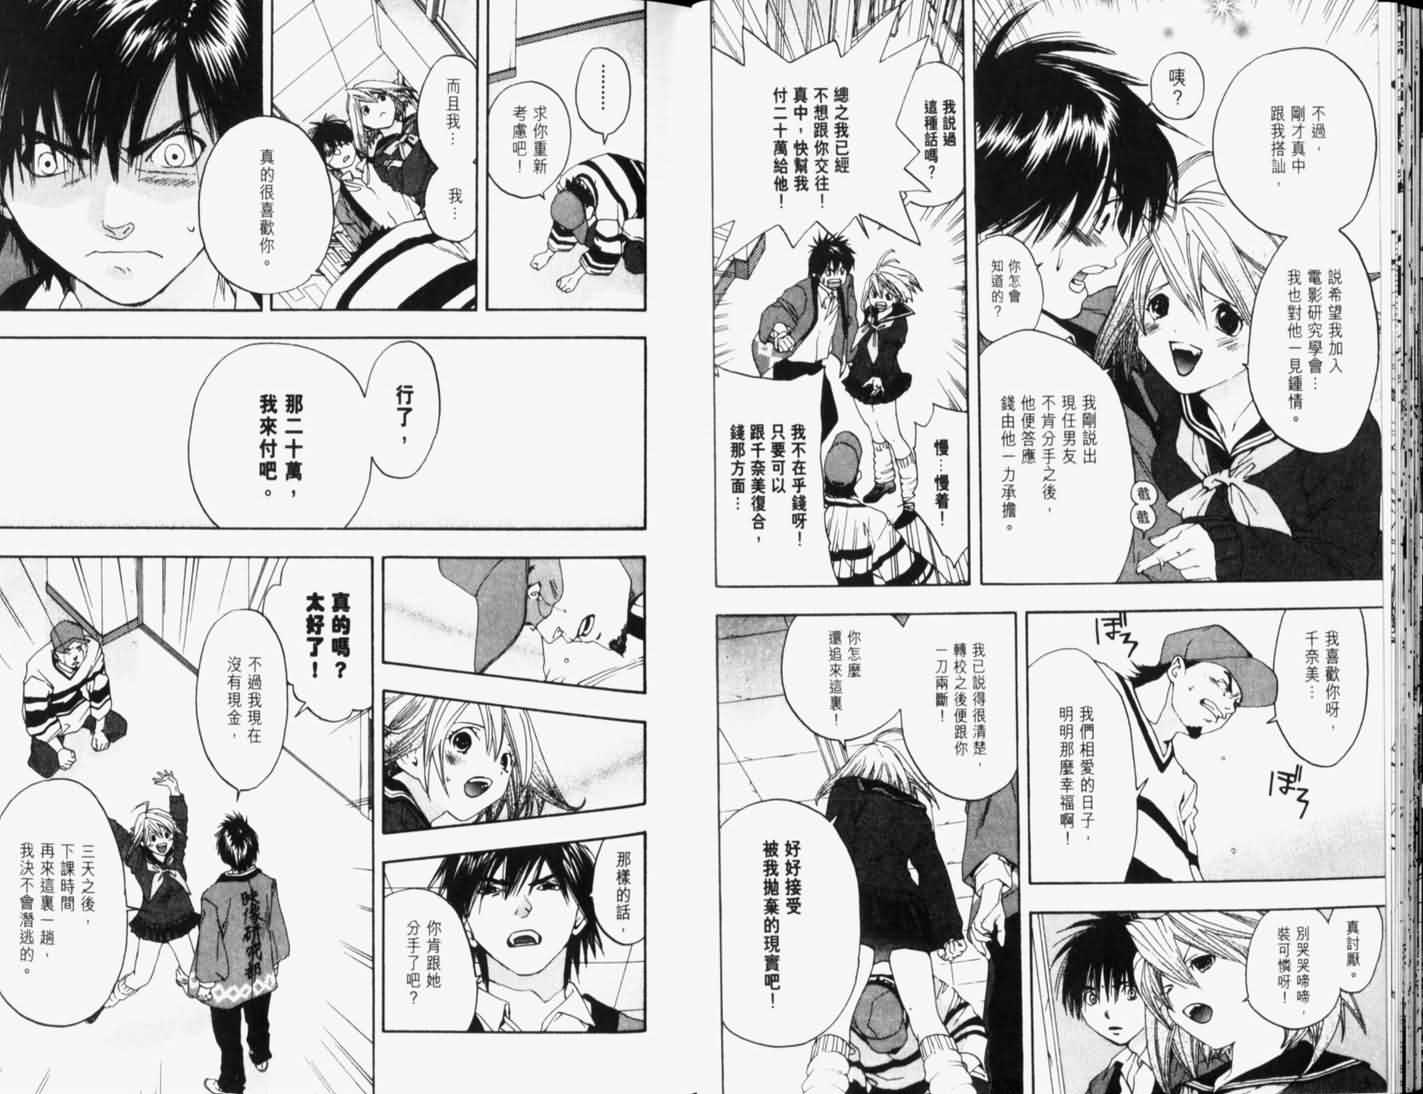 不過，
剛才真中
跟我搭訕，
說希望我加入
電影研究學會…
我也對他一見鍾情。
咦？
你怎會
知道的？
我剛說出
現任男友
不肯分手之後，
他便答應
錢由他一力承擔。
戳
戳
我說過
這種話嗎？
總之我已經
不想跟你交往！
真中，快幫我
付二十萬給他！
慢…慢着！
我不在乎錢呀！
只要可以
跟千奈美復合，
錢那方面…
我喜歡你呀，
千奈美…
ぼろ
我們相愛的日子，
明明那麼幸福啊！
ぼろ
真討厭。
別哭哭啼啼，
裝可憐呀！
我已說得很清楚，
轉校之後便跟你
一刀兩斷！
你怎麼
還追來這裏！
好好接受
被我拋棄的現實吧！
………
求你重新
考慮吧！
而且我…
我…
真的很喜歡你。
行了，
那二十萬，
我來付吧。
那樣的話，
你肯跟她
分手了吧？
真的嗎？
太好了！
不過我現在
沒有現金，
三天之後，
下課時間
再來這裏一趟，
我決不會潛逃的。
映像研究部